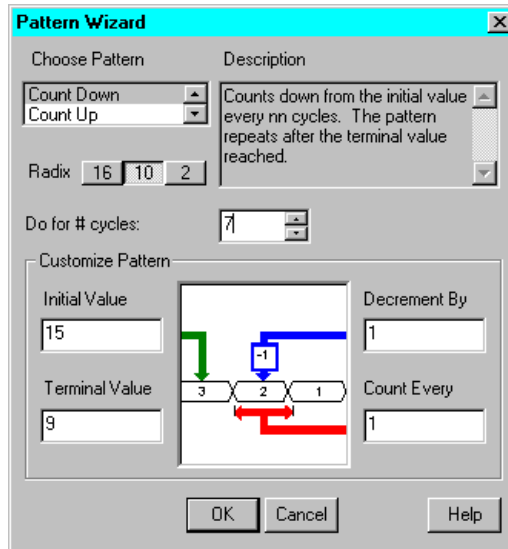 Pattern Wizard
Choose Pattern
Description
Count Down
Count Up
Counts down from the initial value
every nn cycles. The pattern
repeats after the terminal value
reached.
Radix 16 10 2
Do for # cycles: 7
Customize Pattern
Initial Value
Decrement By
15
1
-1
3 2 1
Terminal Value
Count Every
9
1
OK Cancel Help